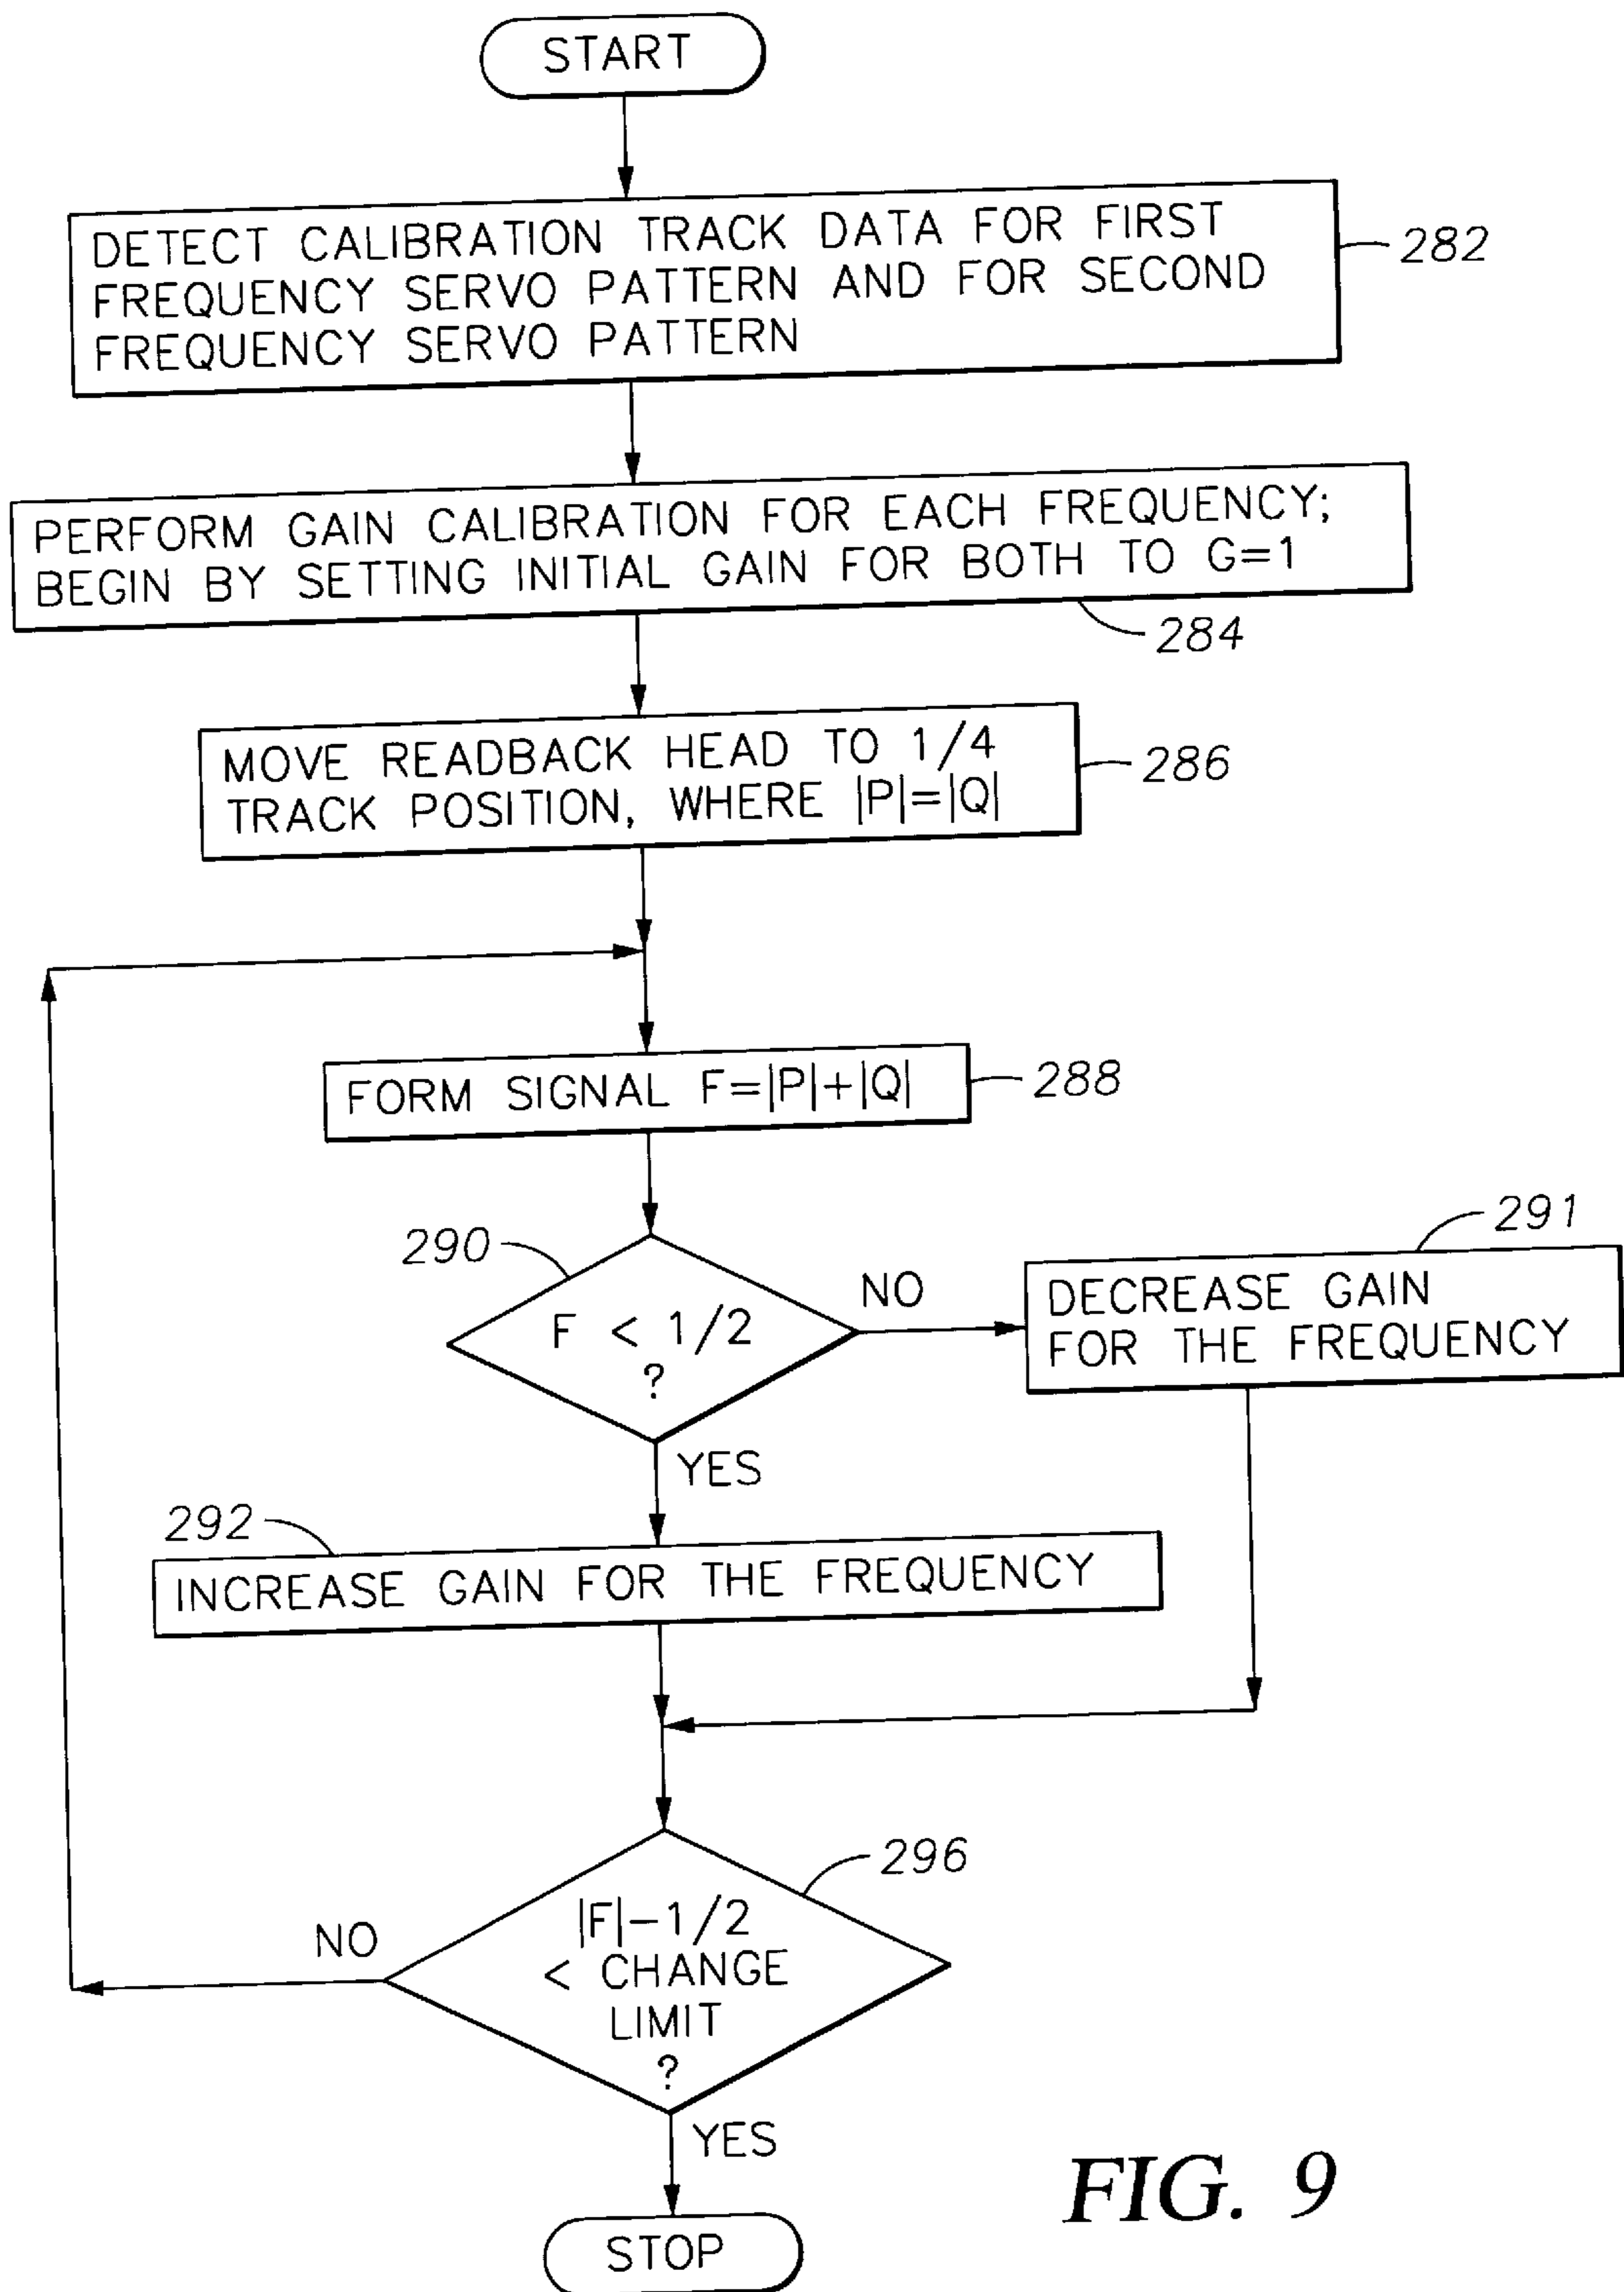 START
DETECT CALIBRATION TRACK DATA FOR FIRST
FREQUENCY SERVO PATTERN AND FOR SECOND
FREQUENCY SERVO PATTERN
282
PERFORM GAIN CALIBRATION FOR EACH FREQUENCY;
BEGIN BY SETTING INITIAL GAIN FOR BOTH TO G=1
284
MOVE READBACK HEAD TO 1/4
TRACK POSITION, WHERE |P|=|Q|
286
FORM SIGNAL F=|P|+|Q|
288
290
F < 1/2
?
NO
291
DECREASE GAIN
FOR THE FREQUENCY
YES
292
INCREASE GAIN FOR THE FREQUENCY
296
|F|-1/2
< CHANGE
LIMIT
?
NO
YES
STOP
FIG. 9